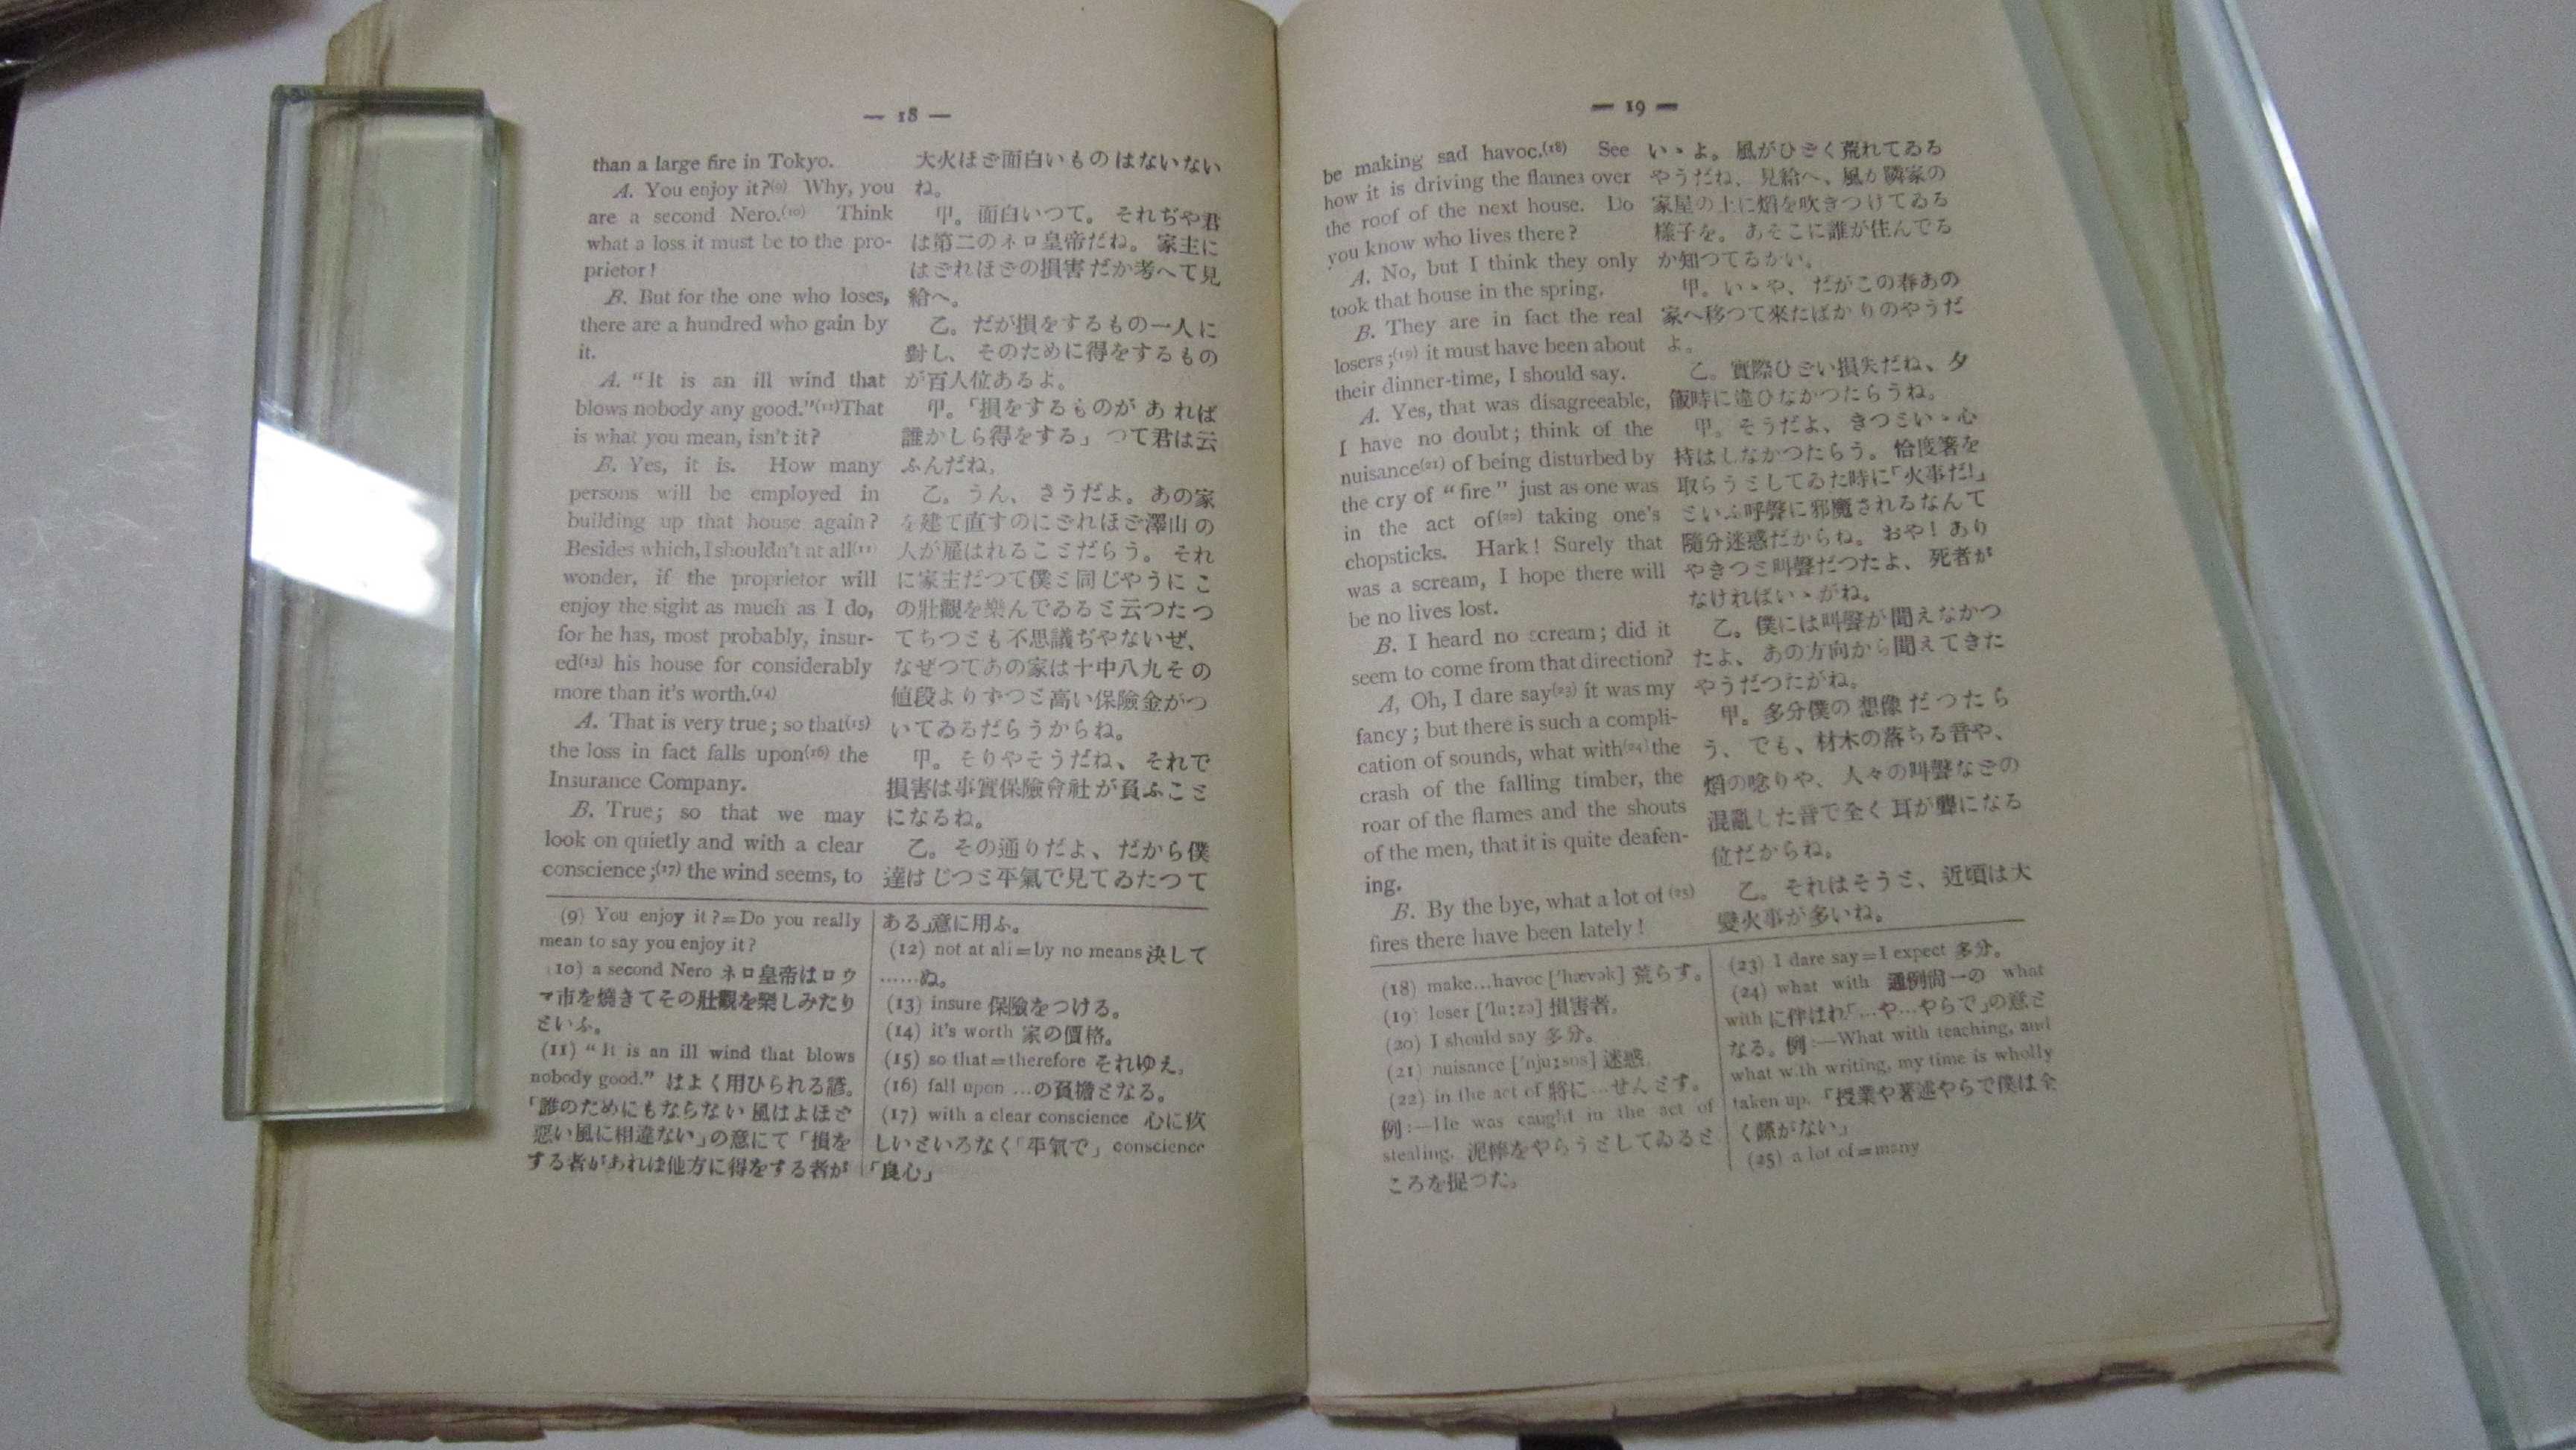 — 18 —
than a large fire in Tokyo.
A. You enjoy it?(9) Why, you
are a second Nero.(10) Think
what a loss it must be to the pro-
prietor!
B. But for the one who loses,
there are a hundred who gain by
it.
A. "It is an ill wind that
blows nobody any good."(11)That
is what you mean, isn't it?
B. Yes, it is. How many
persons will be employed in
building up that house again?
Besides which, I shouldn't at all
wonder, if the proprietor will
enjoy the sight as much as I do,
for he has, most probably, insur-
ed(13) his house for considerably
more than it's worth.(14)
A. That is very true; so that(15)
the loss in fact falls upon(16) the
Insurance Company.
B. True; so that we may
look on quietly and with a clear
conscience;(17) the wind seems, to
大火ほど面白いものはないない
ね。
甲。面白いつて。それぢや君
は第二のネロ皇帝だね。家主に
はどれほどの損害だか考へて見
給へ。
乙。だが損をするもの一人に
對し、そのために得をするもの
が百人位あるよ。
甲。「損をするものがあれば
誰かしら得をする」つて君は云
ふんだね。
乙。うん、さうだよ。あの家
を建て直すのにどれほど澤山の
人が雇はれることだらう。それ
に家主だつて僕と同じやうにこ
の壯觀を樂んでゐると云つたつ
てちつとも不思議ぢやないぜ、
なぜつてあの家は十中八九その
値段よりずつと高い保險金がつ
いてゐるだらうからね。
甲。そりやそうだね、それで
損害は事實保險會社が負ふこと
になるね。
乙。その通りだよ、だから僕
達はじつと平氣で見てゐたつて
(9) You enjoy it?=Do you really
mean to say you enjoy it?
(10) a second Nero ネロ皇帝はロウ
マ市を燒きてその壯觀を樂しみたり
といふ。
(11) "It is an ill wind that blows
nobody good." はよく用ひられる諺。
「誰のためにもならない風はよほど
惡い風に相違ない」の意にて「損を
する者があれは他方に得をする者が
ある」意に用ふ。
(12) not at all=by no means 決して
……ぬ。
(13) insure 保險をつける。
(14) it's worth 家の價格。
(15) so that=therefore それゆえ。
(16) fall upon …の負擔となる。
(17) with a clear conscience 心に疚
しいといろなく「平氣で」conscience
「良心」
— 19 —
be making sad havoc.(18) See
how it is driving the flames over
the roof of the next house. Do
you know who lives there?
A. No, but I think they only
took that house in the spring.
B. They are in fact the real
losers;(19) it must have been about
their dinner-time, I should say.
A. Yes, that was disagreeable,
I have no doubt; think of the
nuisance(21) of being disturbed by
the cry of "fire" just as one was
in the act of(22) taking one's
chopsticks. Hark! Surely that
was a scream, I hope there will
be no lives lost.
B. I heard no scream; did it
seem to come from that direction?
A, Oh, I dare say(23) it was my
fancy; but there is such a compli-
cation of sounds, what with(24) the
crash of the falling timber, the
roar of the flames and the shouts
of the men, that it is quite deafen-
ing.
B. By the bye, what a lot of (25)
fires there have been lately!
いゝよ。風がひどく荒れてゐる
やうだね、見給へ、風が隣家の
家屋の上に焰を吹きつけてゐる
樣子を。あそこに誰が住んでる
か知つてるかい。
甲。いゝや、だがこの春あの
家へ移つて來たばかりのやうだ
よ。
乙。實際ひどい損失だね、夕
飯時に違ひなかつたらうね。
甲。そうだよ、きつといゝ心
持はしなかつたらう。恰度箸を
取らうとしてゐた時に「火事だ!」
といふ呼聲に邪魔されるなんて
隨分迷惑だからね。おや! あり
やきつと叫聲だつたよ、死者が
なければいゝがね。
乙。僕には叫聲が聞えなかつ
たよ、あの方向から聞えてきた
やうだつたがね。
甲。多分僕の想像だつたら
う、でも、材木の落ちる音や、
焰の唸りや、人々の叫聲などの
混亂した音で全く耳が聾になる
位だからね。
乙。それはそうと、近頃は大
變火事が多いね。
(18) make…havoc ['hævək] 荒らす。
(19) loser ['lu:zə] 損害者。
(20) I should say 多分。
(21) nuisance ['nju:sns] 迷惑。
(22) in the act of 將に…せんとす。
例:—He was caught in the act of
stealing. 泥棒をやらうとしてゐると
ころを捉つた。
(23) I dare say=I expect 多分。
(24) what with 通例尙一の what
with に伴はれ「…や…やらで」の意と
なる。例:—What with teaching, and
what with writing, my time is wholly
taken up. 「授業や著述やらで僕は全
く隙がない」
(25) a lot of=many